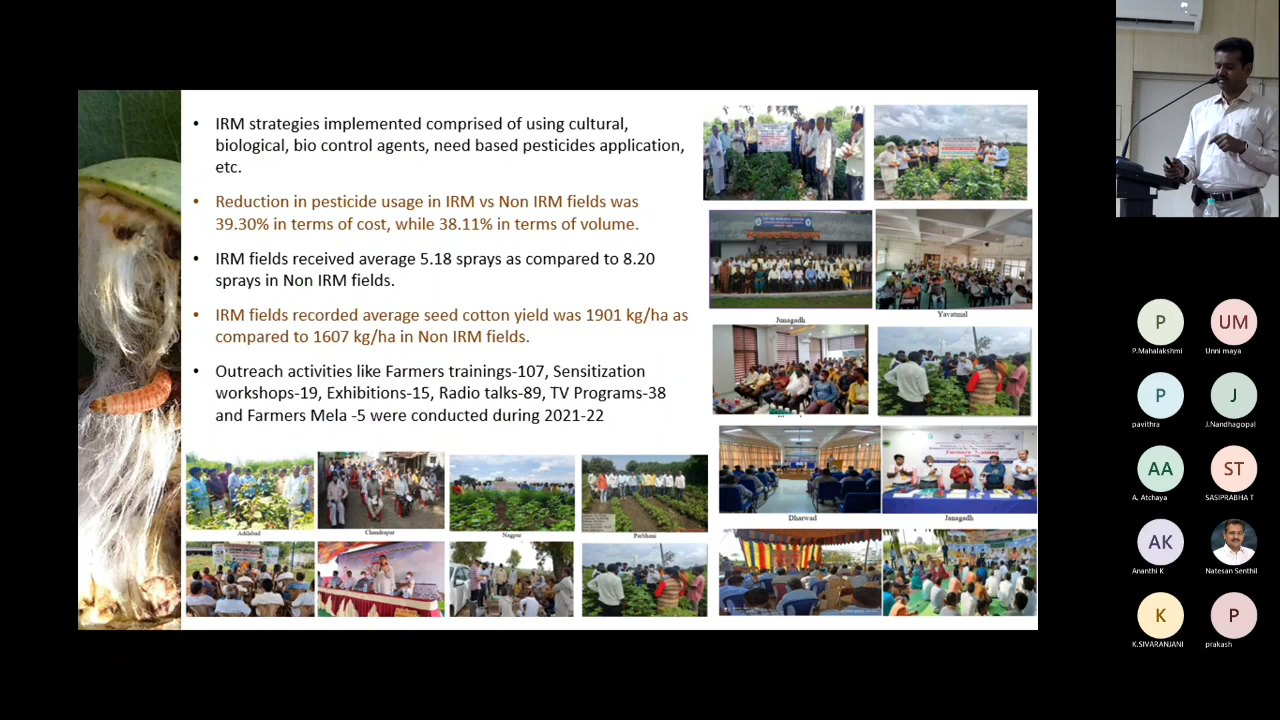 • IRM strategies implemented comprised of using cultural,
biological, bio control agents, need based pesticides application,
etc.
• Reduction in pesticide usage in IRM vs Non IRM fields was
39.30% in terms of cost, while 38.11% in terms of volume.
• IRM fields received average 5.18 sprays as compared to 8.20
sprays in Non IRM fields.
• IRM fields recorded average seed cotton yield was 1901 kg/ha as
compared to 1607 kg/ha in Non IRM fields.
• Outreach activities like Farmers trainings-107, Sensitization
workshops-19, Exhibitions-15, Radio talks-89, TV Programs-38
and Farmers Mela -5 were conducted during 2021-22
Junagadh
Yavatmal
Farmers Training
Dharwad
Janagadh
Adilabad
Chandrapur
Nagpur
Parbhani
P
UM
P.Mahalakshmi
Unni maya
P
J
pavithra
J.Nandhagopal
AA
ST
A. Atchaya
SASIPRABHA T
AK
Ananthi K
Natesan Senthil
K
P
K.SIVARANJANI
prakash